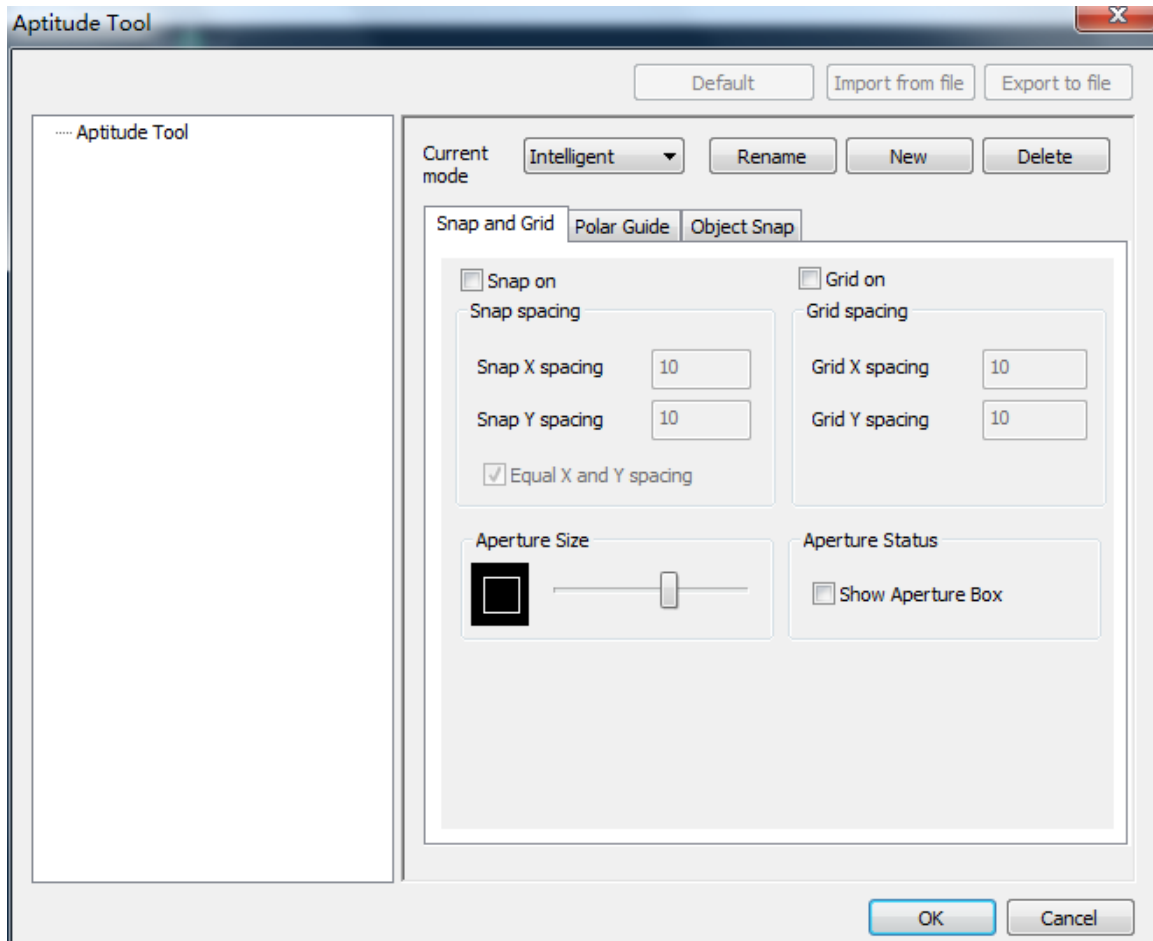 Aptitude Tool
X
Default Import from file Export to file
Aptitude Tool
Current
mode
Intelligent Rename New Delete
Snap and Grid Polar Guide Object Snap
Snap on Grid on
Snap spacing Grid spacing
Snap X spacing 10 Grid X spacing 10
Snap Y spacing 10 Grid Y spacing 10
Equal X and Y spacing
Aperture Size Aperture Status
Show Aperture Box
OK Cancel